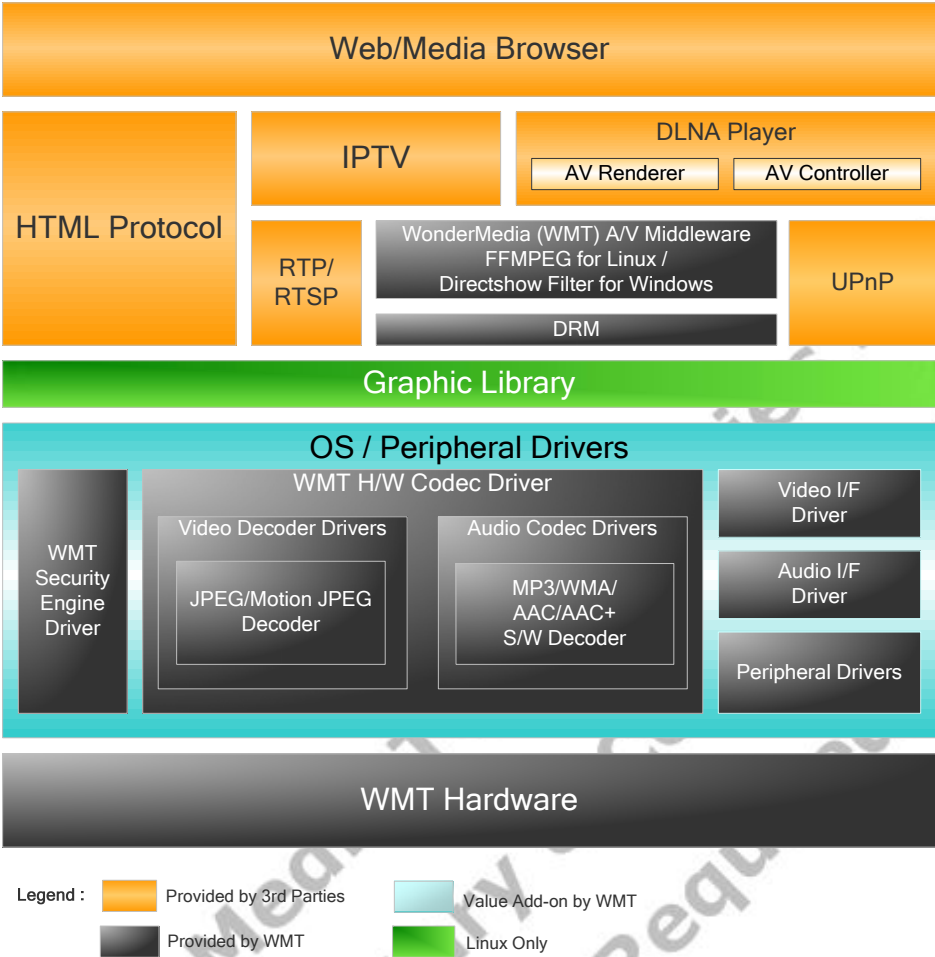 Web/Media Browser
HTML Protocol
IPTV
DLNA Player
AV Renderer
AV Controller
RTP/
RTSP
WonderMedia (WMT) A/V Middleware
FFMPEG for Linux /
Directshow Filter for Windows
DRM
UPnP
Graphic Library
OS / Peripheral Drivers
WMT
Security
Engine
Driver
WMT H/W Codec Driver
Video Decoder Drivers
JPEG/Motion JPEG
Decoder
Audio Codec Drivers
MP3/WMA/
AAC/AAC+
S/W Decoder
Video I/F
Driver
Audio I/F
Driver
Peripheral Drivers
WMT Hardware
Legend :
Provided by 3rd Parties
Value Add-on by WMT
Provided by WMT
Linux Only